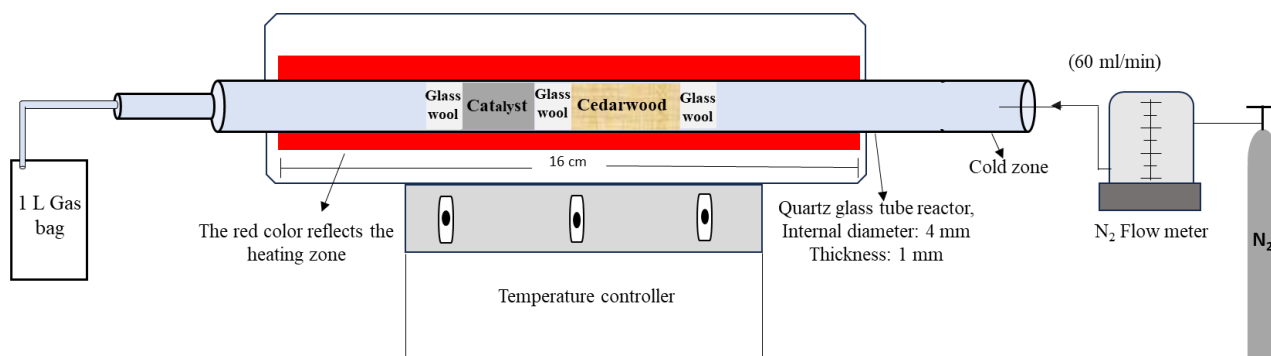 (60 ml/min)
Glass
wool
Catalyst
Glass
wool
Cedarwood
Glass
wool
16 cm
Cold zone
1 L Gas
bag
The red color reflects the
heating zone
Quartz glass tube reactor,
Internal diameter: 4 mm
Thickness: 1 mm
N₂ Flow meter
N₂
Temperature controller